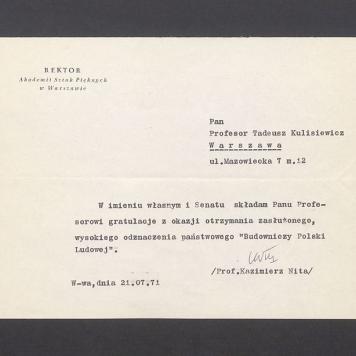 REKTOR
Akademii Sztuk Pięknych
w Warszawie
Pan
Profesor Tadeusz Kulisiewicz
Warszawa
ul.Mazowiecka 7 m.12
W imieniu własnym i Senatu składam Panu Profe-
sorowi gratulacje z okazji otrzymania zasłużonego,
wysokiego odznaczenia państwowego "Budowniczy Polski
Ludowej".
/Prof.Kazimierz Nita/
W-wa,dnia 21.07.71